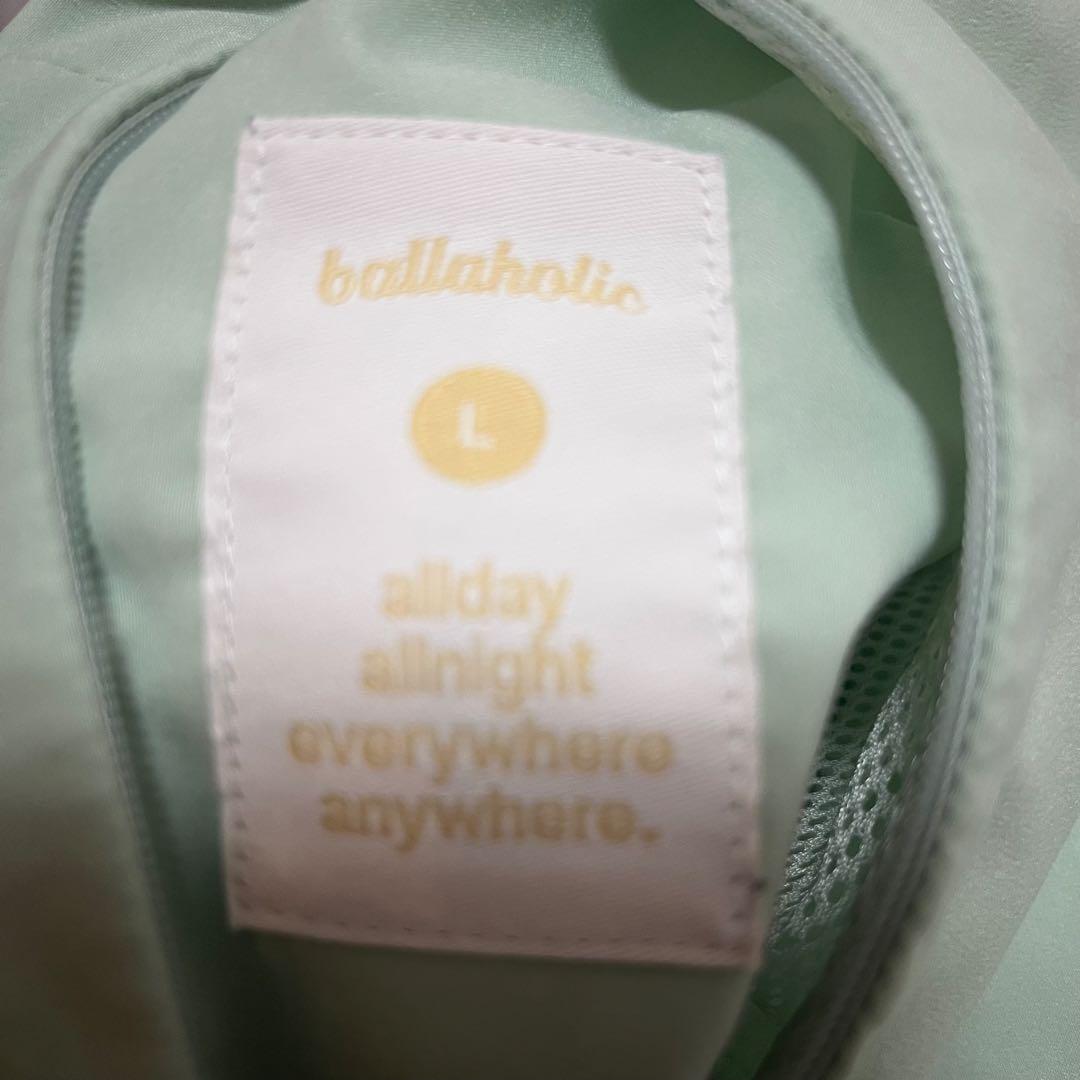 ballaholic
L
allday
allnight
everywhere
anywhere.